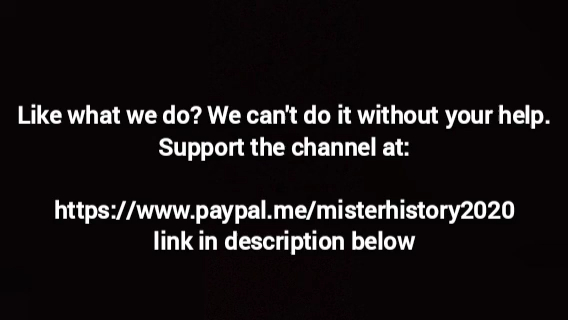 Like what we do? We can't do it without your help.
Support the channel at:
https://www.paypal.me/misterhistory2020
link in description below